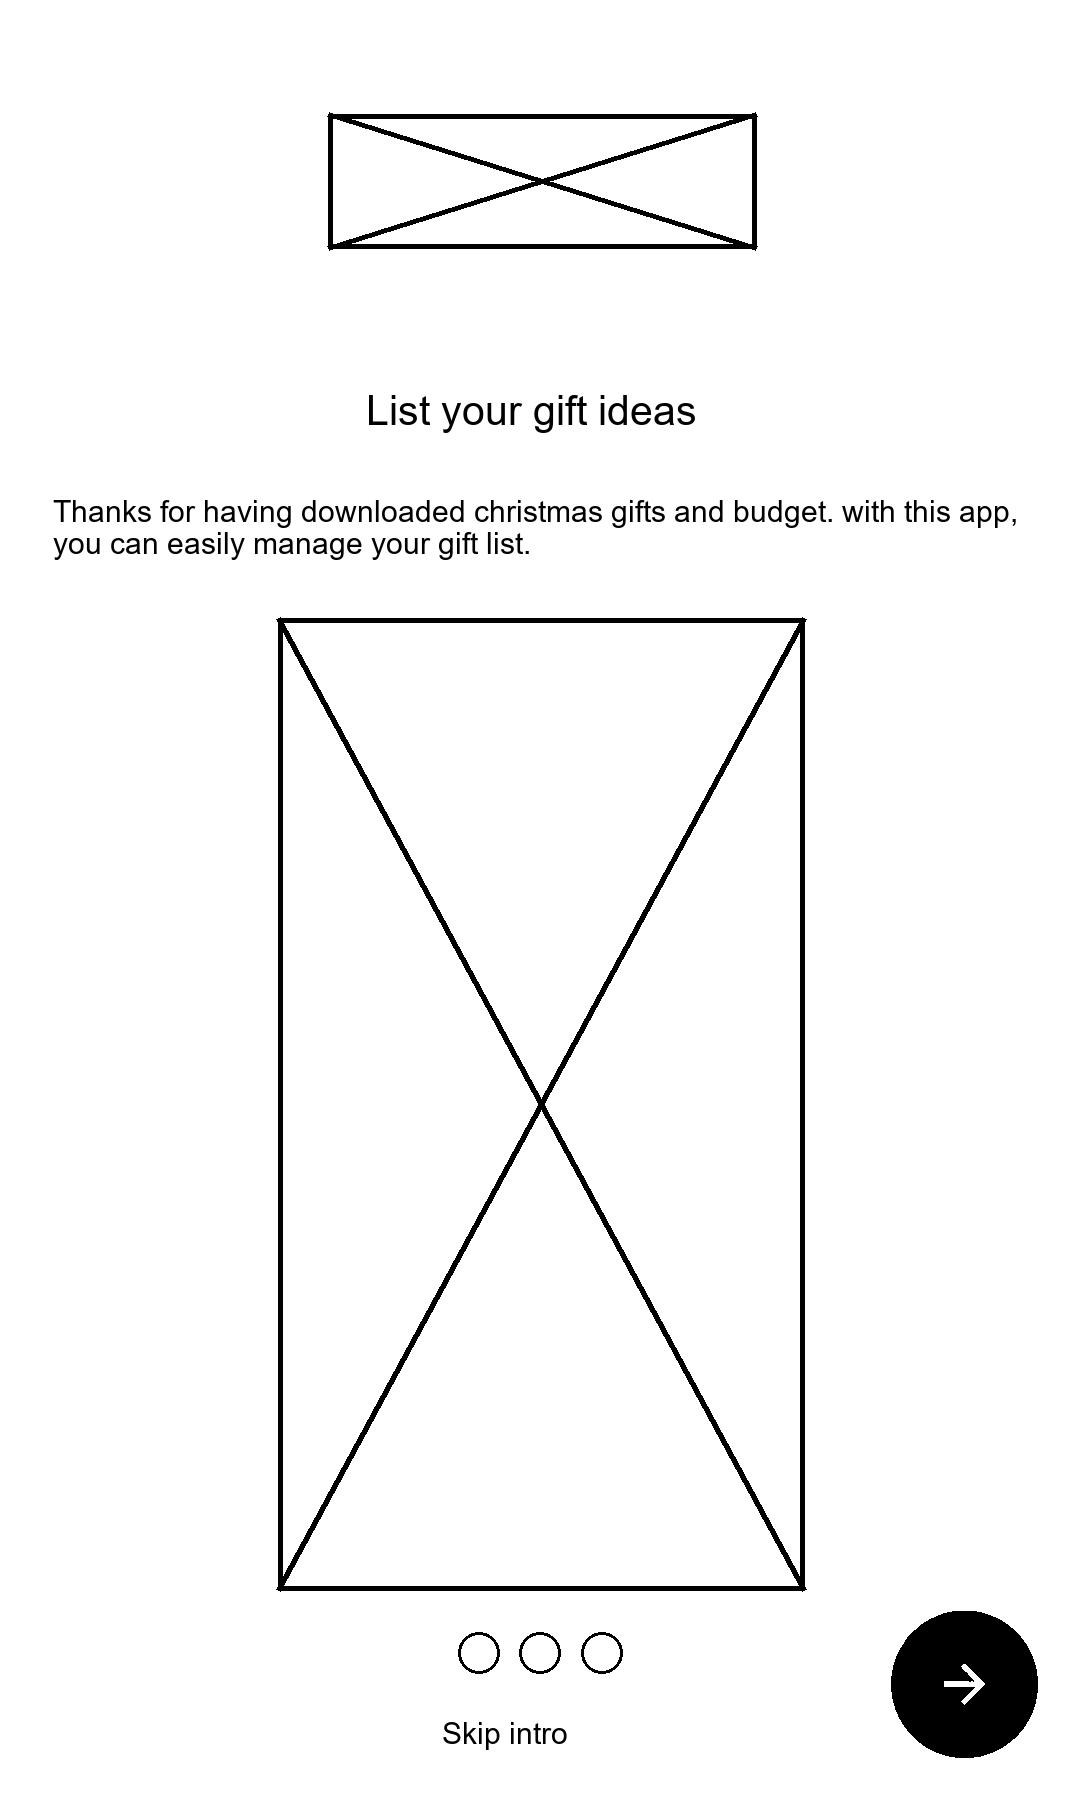 List your gift ideas
Thanks for having downloaded christmas gifts and budget. with this app,
you can easily manage your gift list.
Skip intro